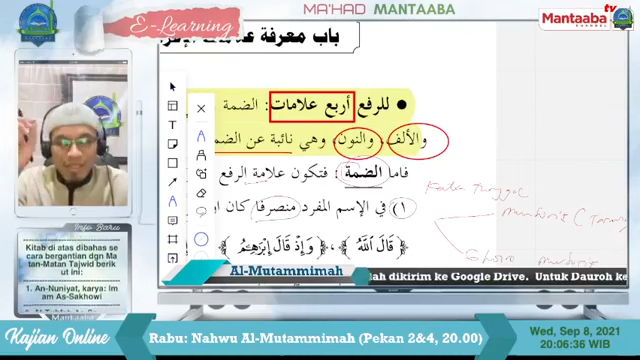 E-Learning
MA'HAD MANTAABA
Mantaaba tv
باب معرفة علامات
للرفع أربع علامات: الضمة
والألف، والنون، وهي نائبة عن الضمة
فاما الضمة : فتكون علامة الرفع
١) في الإسم المفرد منصرفا كان
﴿ قَالَ اللَّهُ ﴾، ﴿ وَإِذْ قَالَ إِبْرَٰهِـۧمُ ﴾
Kata Tunggal
Info Baru
Kitab di atas dibahas se
cara bergantian dgn Ma
tan-Matan Tajwid berik
ut ini:
1. An-Nuniyat, karya: Im
am As-Sakhowi
Al-Mutammimah
lah dikirim ke Google Drive. Untuk Dauroh ke
Kajian Online
Rabu: Nahwu Al-Mutammimah (Pekan 2&4, 20.00)
Wed, Sep 8, 2021
20:06:36 WIB